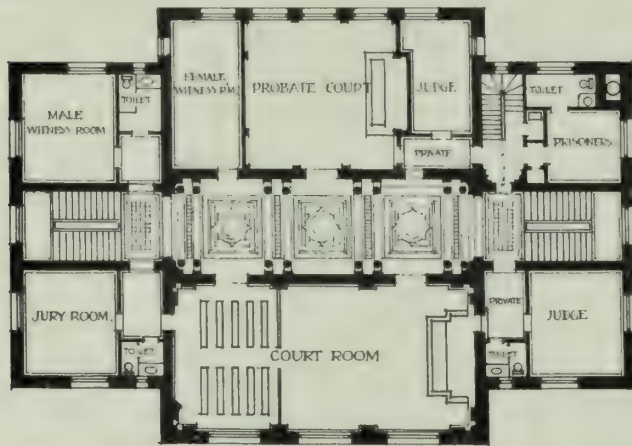 MALE
WITNESS ROOM
TOILET
FEMALE
WITNESS RM.
PROBATE COURT
JUDGE
PRIVATE
TOILET
PRISONERS
JURY ROOM
TOILET
COURT ROOM
PRIVATE
TOILET
JUDGE